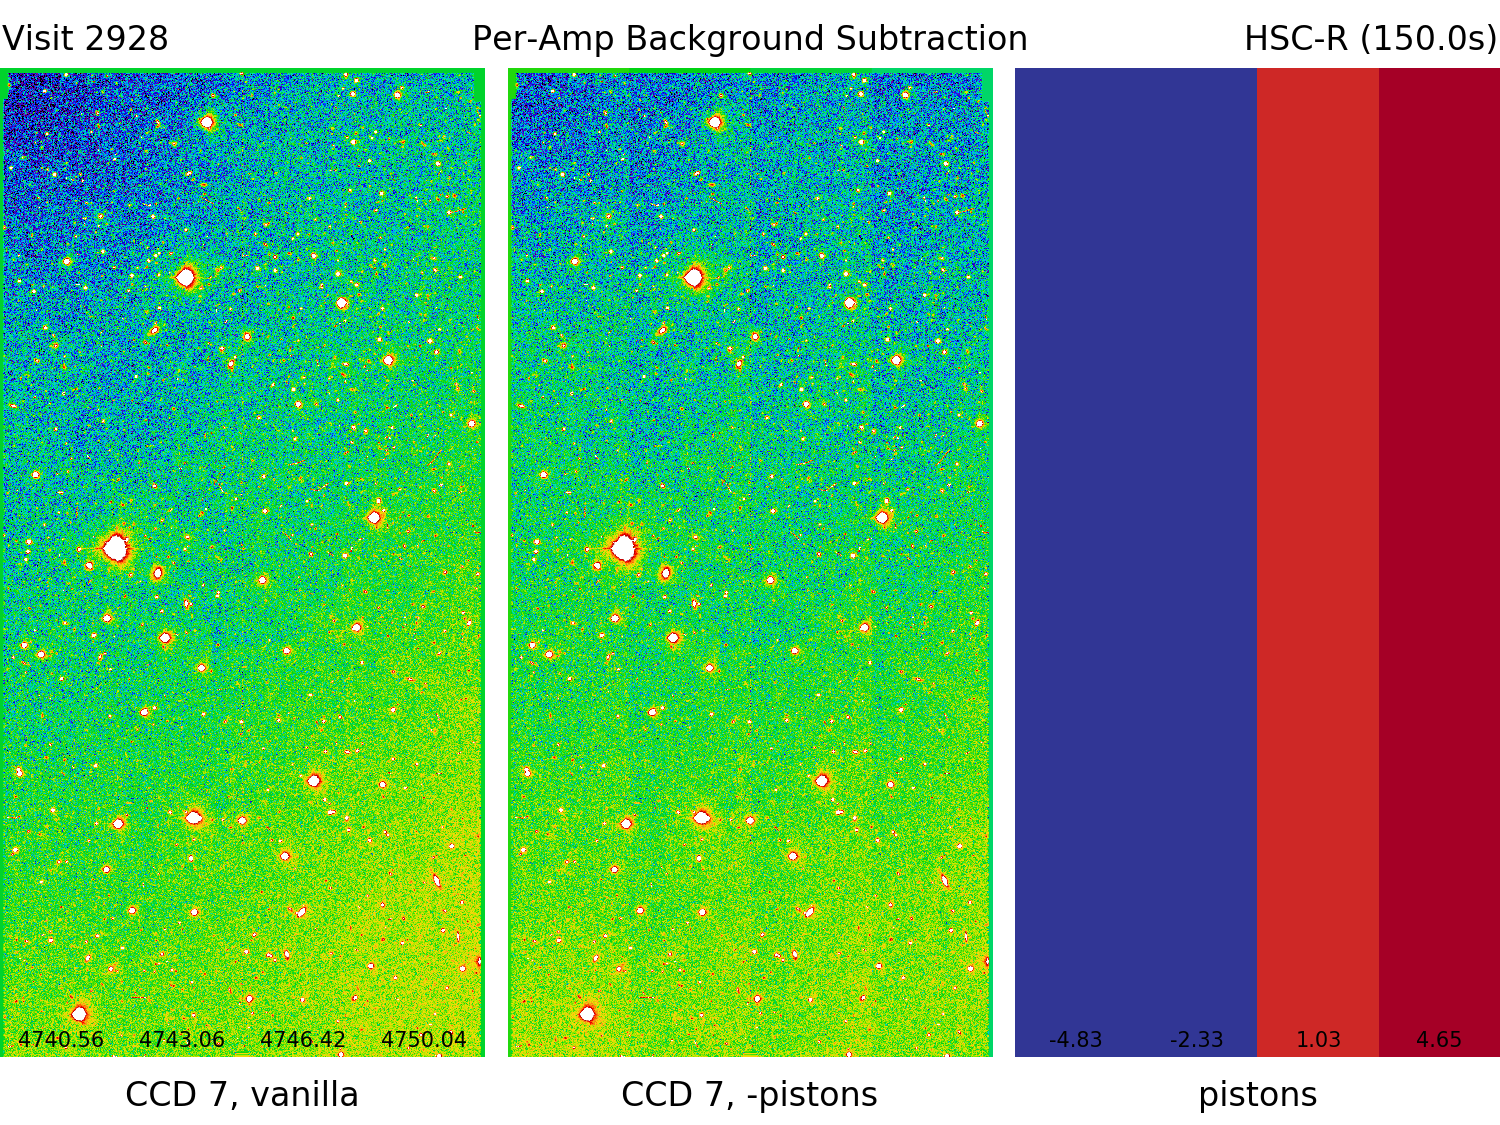 Visit 2928 Per-Amp Background Subtraction HSC-R (150.0s)
4740.56 4743.06 4746.42 4750.04 -4.83 -2.33 1.03 4.65
CCD 7, vanilla CCD 7, -pistons pistons